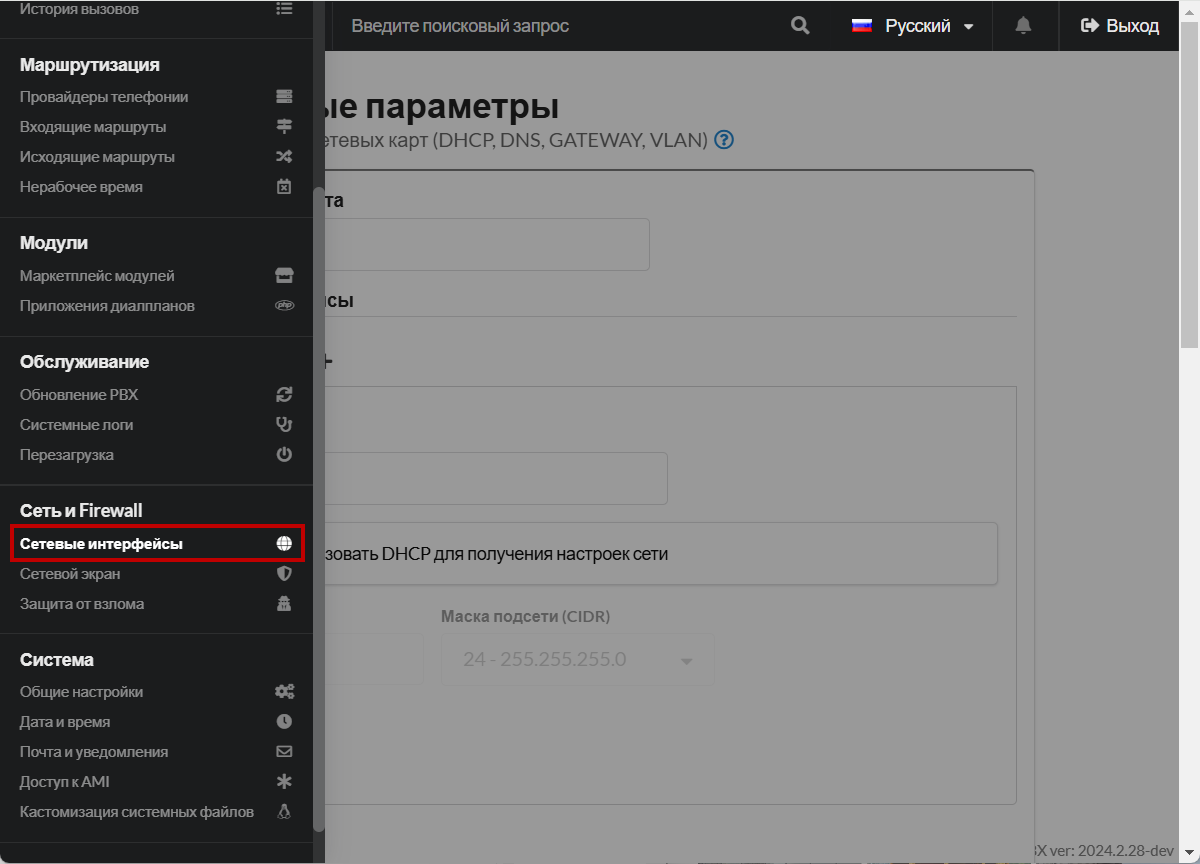 История вызовов
Маршрутизация
Провайдеры телефонии
Входящие маршруты
Исходящие маршруты
Нерабочее время
Модули
Маркетплейс модулей
Приложения диалпланов
php
Обслуживание
Обновление PBX
Системные логи
Перезагрузка
Сеть и Firewall
Сетевые интерфейсы
Сетевой экран
Защита от взлома
Система
Общие настройки
Дата и время
Почта и уведомления
Доступ к AMI
Кастомизация системных файлов
Введите поисковый запрос
Русский
Выход
ые параметры
етевых карт (DHCP, DNS, GATEWAY, VLAN)
та
йсы
+
зовать DHCP для получения настроек сети
Маска подсети (CIDR)
24 - 255.255.255.0
BX ver: 2024.2.28-dev